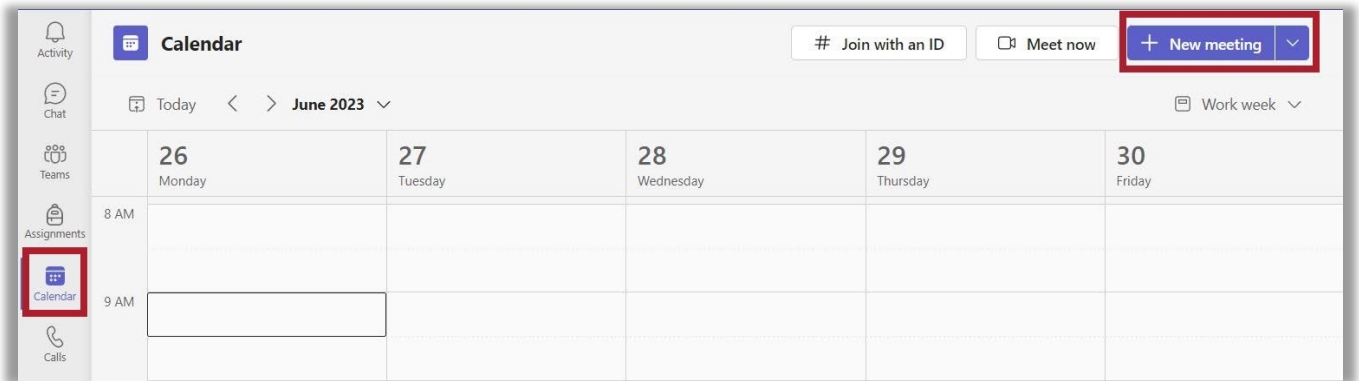 Activity
Chat
Teams
Assignments
Calendar
Calls
Calendar
# Join with an ID
Meet now
+ New meeting
Today
June 2023
Work week
26
Monday
27
Tuesday
28
Wednesday
29
Thursday
30
Friday
8 AM
9 AM